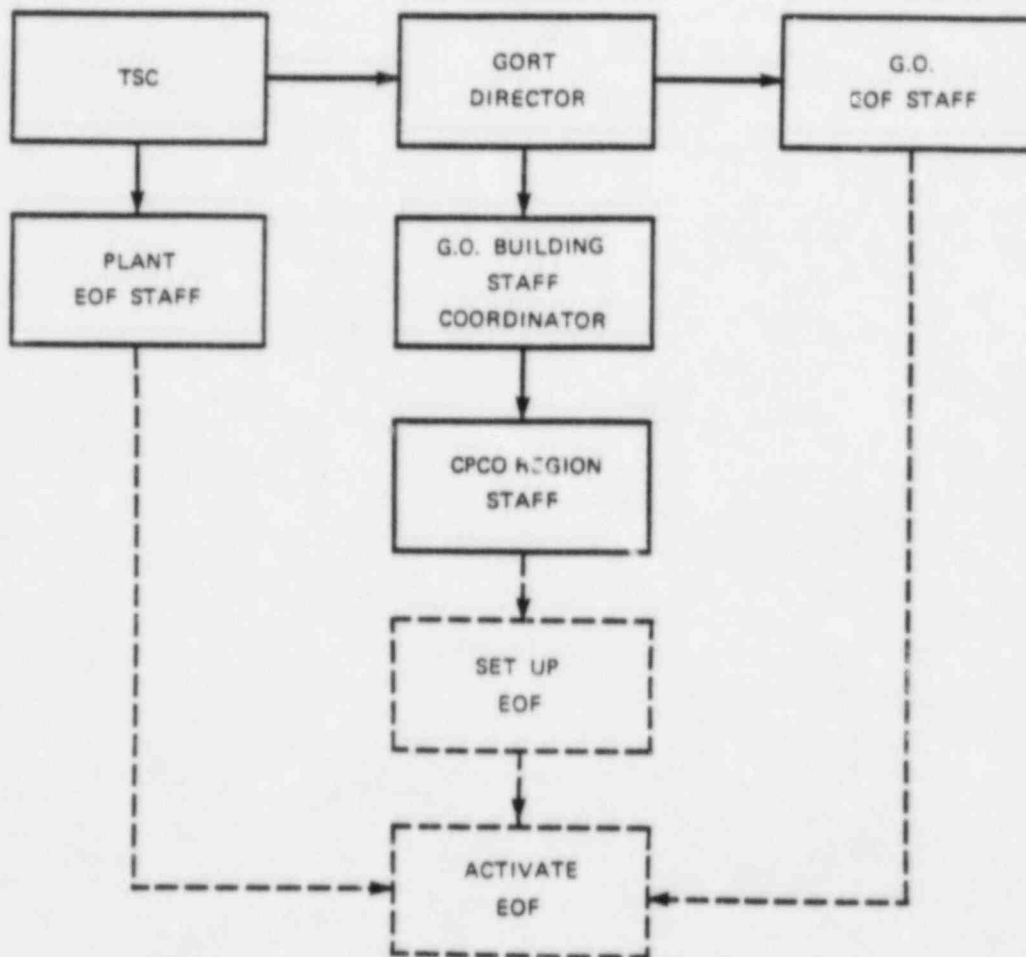 TSC
GORT
DIRECTOR
G.O.
EOF STAFF
PLANT
EOF STAFF
G.O. BUILDING
STAFF
COORDINATOR
CPCO REGION
STAFF
SET UP
EOF
ACTIVATE
EOF